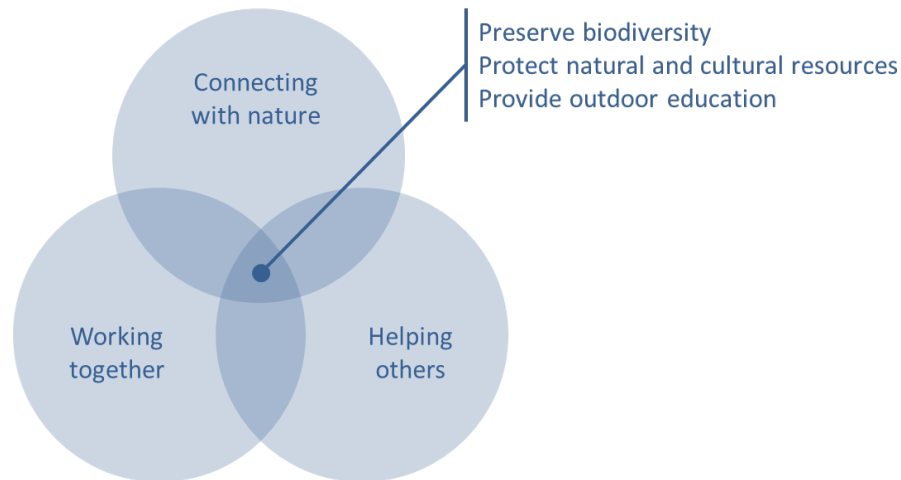 Preserve biodiversity
Protect natural and cultural resources
Provide outdoor education
Connecting
with nature
Working
together
Helping
others